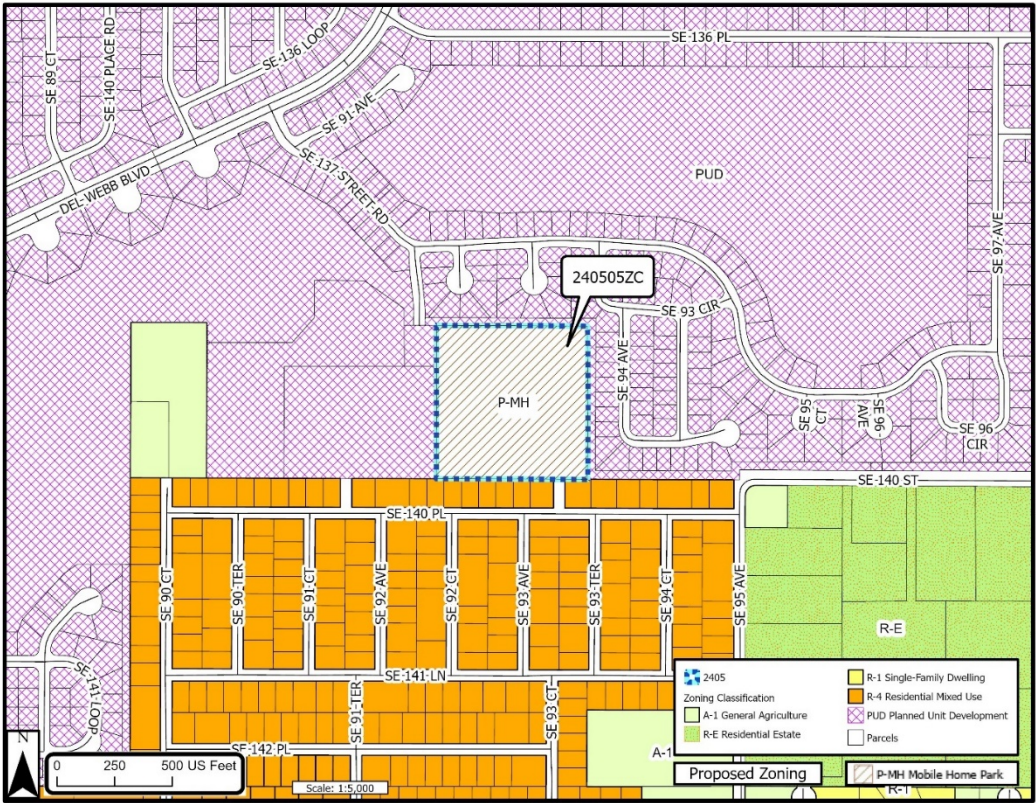 SE 136 PL
SE 89 CT
SE-140 PLACE RD
SE-136 LOOP
SE 91-AVE
DEL-WEBB BLVD
SE-137-STREET-RD
PUD
SE-97-AVE
240505ZC
SE 93 CIR
SE 94 AVE
P-MH
SE 95
CT
SE 96
AVE
SE 96
CIR
SE-140 ST
SE-140 PL
SE 90 CT
SE 90-TER
SE 91-CT
SE 92-AVE
SE 92 CT
SE 93-AVE
SE 93-TER
SE 94 CT
SE 95 AVE
R-E
SE-141 LN
SE-141 LOOP
SE 91-TER
SE 93 CT
SE-142-PL
A-1
R-1
N
0 250 500 US Feet
Scale: 1:5,000
2405
Zoning Classification
A-1 General Agriculture
R-E Residential Estate
R-1 Single-Family Dwelling
R-4 Residential Mixed Use
PUD Planned Unit Development
Parcels
Proposed Zoning
P-MH Mobile Home Park